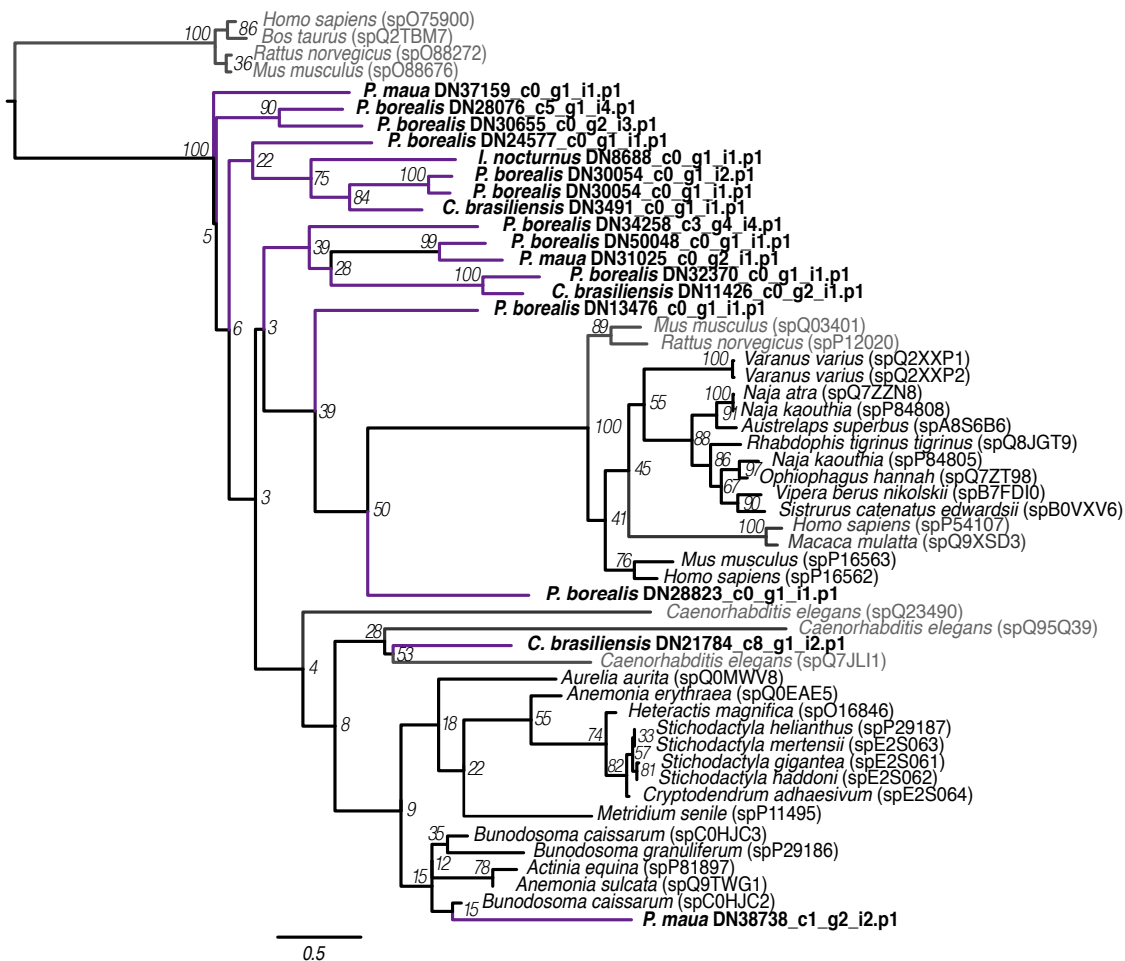 Homo sapiens (spO75900)
86
100
Bos taurus (spQ2TBM7)
Rattus norvegicus (spO88272)
36
Mus musculus (spO88676)
P. maua DN37159_c0_g1_i1.p1
90
P. borealis DN28076_c5_g1_i4.p1
P. borealis DN30655_c0_g2_i3.p1
P. borealis DN24577_c0_g1_i1.p1
100
22
I. nocturnus DN8688_c0_g1_i1.p1
75
100
P. borealis DN30054_c0_g1_i2.p1
P. borealis DN30054_c0_g1_i1.p1
84
C. brasiliensis DN3491_c0_g1_i1.p1
P. borealis DN34258_c3_g4_i4.p1
5
39
99
P. borealis DN50048_c0_g1_i1.p1
28
P. maua DN31025_c0_g2_i1.p1
100
P. borealis DN32370_c0_g1_i1.p1
C. brasiliensis DN11426_c0_g2_i1.p1
P. borealis DN13476_c0_g1_i1.p1
6
3
89
Mus musculus (spQ03401)
Rattus norvegicus (spP12020)
100
Varanus varius (spQ2XXP1)
Varanus varius (spQ2XXP2)
100
Naja atra (spQ7ZZN8)
55
91
Naja kaouthia (spP84808)
39
Austrelaps superbus (spA8S6B6)
100
88
Rhabdophis tigrinus tigrinus (spQ8JGT9)
86
Naja kaouthia (spP84805)
45
97
Ophiophagus hannah (spQ7ZT98)
67
Vipera berus nikolskii (spB7FDI0)
3
90
Sistrurus catenatus edwardsii (spB0VXV6)
50
41
100
Homo sapiens (spP54107)
Macaca mulatta (spQ9XSD3)
76
Mus musculus (spP16563)
Homo sapiens (spP16562)
P. borealis DN28823_c0_g1_i1.p1
Caenorhabditis elegans (spQ23490)
28
Caenorhabditis elegans (spQ95Q39)
C. brasiliensis DN21784_c8_g1_i2.p1
53
Caenorhabditis elegans (spQ7JLI1)
4
Aurelia aurita (spQ0MWV8)
Anemonia erythraea (spQ0EAE5)
8
18
55
Heteractis magnifica (spO16846)
74
33
Stichodactyla helianthus (spP29187)
57
Stichodactyla mertensii (spE2S063)
22
82
81
Stichodactyla gigantea (spE2S061)
Stichodactyla haddoni (spE2S062)
Cryptodendrum adhaesivum (spE2S064)
9
Metridium senile (spP11495)
35
Bunodosoma caissarum (spC0HJC3)
Bunodosoma granuliferum (spP29186)
12
78
Actinia equina (spP81897)
15
Anemonia sulcata (spQ9TWG1)
Bunodosoma caissarum (spC0HJC2)
15
P. maua DN38738_c1_g2_i2.p1
0.5